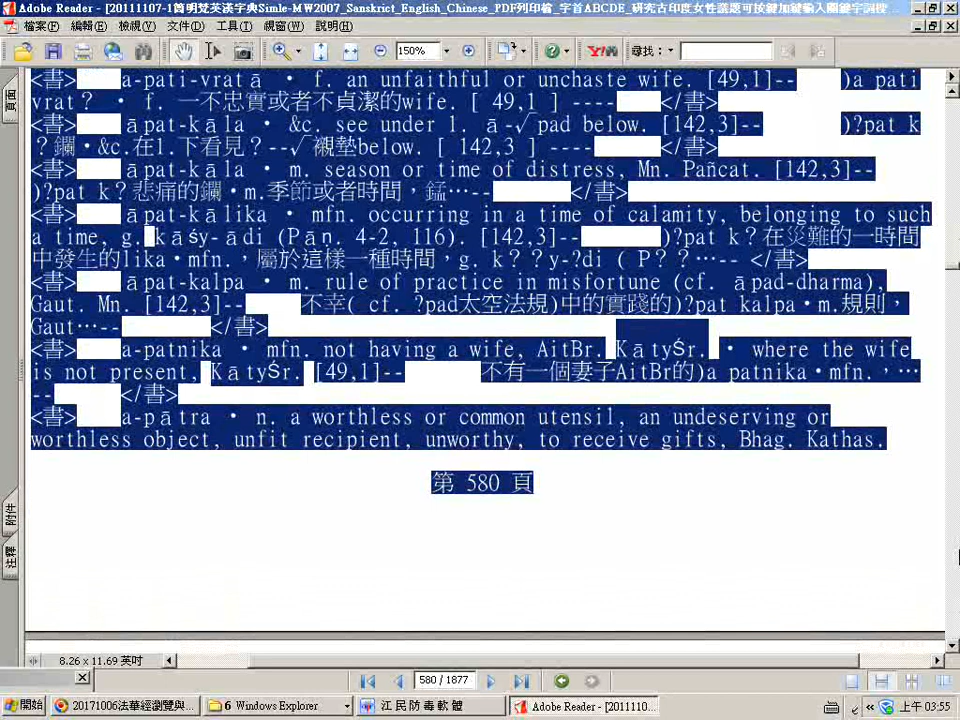 Adobe Reader - [20111107-1簡明梵英漢字典Simle-MW2007_Sanskrict_English_Chinese_PDF列印檔_字首ABCDE_研究古印度女性議題可按鍵加鍵輸入關鍵字詞搜...
檔案(F) 編輯(E) 檢視(V) 文件(D) 工具(T) 視窗(W) 說明(H)
150% 尋找：
頁面
<書> a-pati-vratā ‧ f. an unfaithful or unchaste wife. [49,1]-- )a pati
vrat？ ‧ f. 一不忠實或者不貞潔的wife. [ 49,1 ] ---- </書>
<書> āpat-kāla ‧ &c. see under 1. ā-√pad below. [142,3]-- )?pat k
？鑭‧&c.在1.下看見？--√襯墊below. [ 142,3 ] ---- </書>
<書> āpat-kāla ‧ m. season or time of distress, Mn. Pañcat. [142,3]--
)?pat k？悲痛的鑭‧m.季節或者時間，錳…-- </書>
<書> āpat-kālika ‧ mfn. occurring in a time of calamity, belonging to such
a time, g. kāśy-ādi (Pāṇ. 4-2, 116). [142,3]-- )?pat k？在災難的一時間
中發生的lika‧mfn.，屬於這樣一種時間，g. k？？y-?di ( P？？…-- </書>
<書> āpat-kalpa ‧ m. rule of practice in misfortune (cf. āpad-dharma),
Gaut. Mn. [142,3]-- 不幸( cf. ?pad太空法規)中的實踐的)?pat kalpa‧m.規則，
Gaut…-- </書>
<書> a-patnika ‧ mfn. not having a wife, AitBr. KātyŚr. ‧ where the wife
is not present, KātyŚr. [49,1]-- 不有一個妻子AitBr的)a patnika‧mfn.，…
-- </書>
<書> a-pātra ‧ n. a worthless or common utensil, an undeserving or
worthless object, unfit recipient, unworthy, to receive gifts, Bhag. Kathas.
第 580 頁
附件
注釋
8.26 x 11.69 英吋
580 / 1877
開始 20171006法華經瀏覽與... 6 Windows Explorer 江民防毒軟體 Adobe Reader - [2011110... 上午 03:55